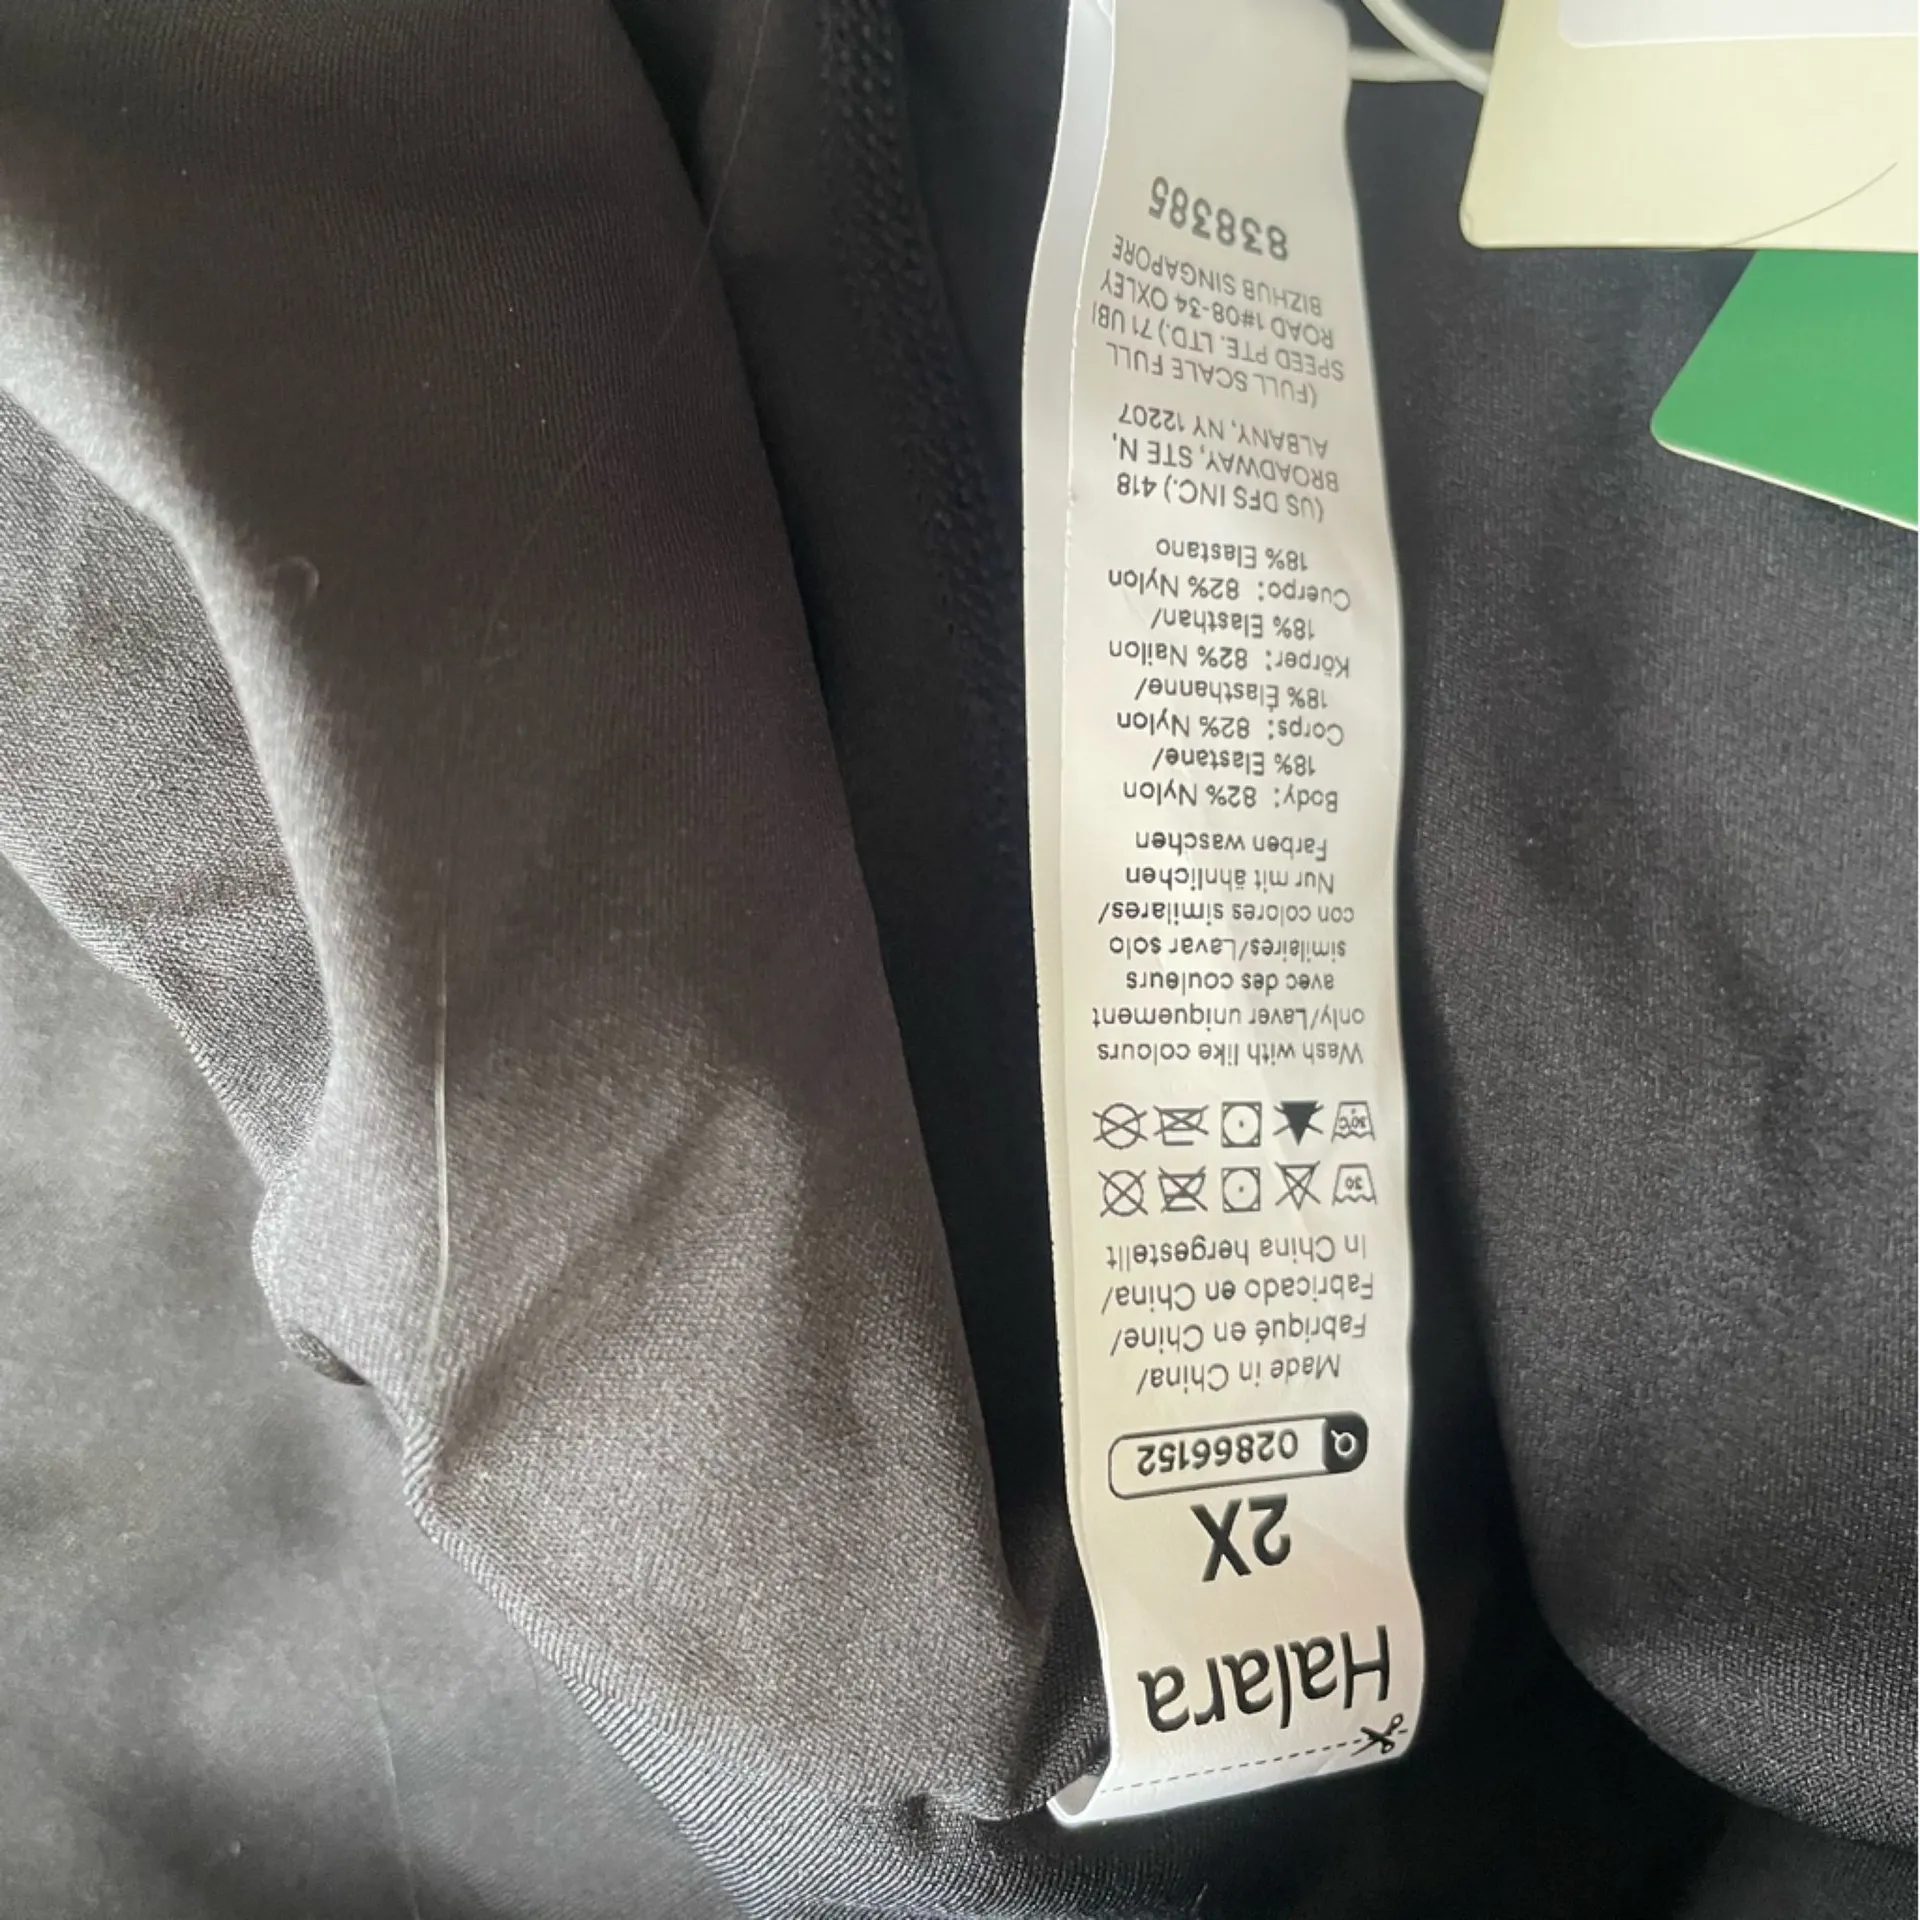 Halara
2X
02866152
Made in China/
Fabriqué en Chine/
Fabricado en China/
In China hergestellt
30
30°C
Wash with like colours
only/Laver uniquement
avec des couleurs
similaires/Lavar solo
con colores similares/
Nur mit ähnlichen
Farben waschen
Body: 82% Nylon
18% Elastane/
Corps: 82% Nylon
18% Élasthanne/
Körper: 82% Nailon
18% Elasthan/
Cuerpo: 82% Nylon
18% Elastano
(US DFS INC.) 418
BROADWAY, STE N,
ALBANY, NY 12207
(FULL SCALE FULL
SPEED PTE. LTD.) 71 UBI
ROAD 1#08-34 OXLEY
BIZHUB SINGAPORE
838385